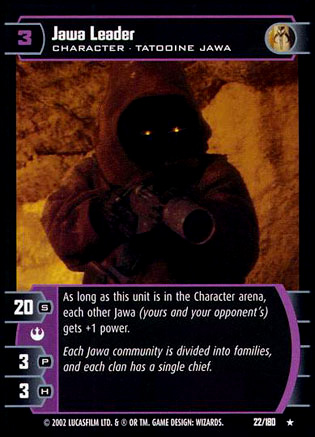 3 Jawa Leader
CHARACTER · TATOOINE JAWA
20 S
As long as this unit is in the Character arena,
each other Jawa (yours and your opponent's)
gets +1 power.
3 P
Each Jawa community is divided into families,
and each clan has a single chief.
3 H
© 2002 LUCASFILM LTD. & ® OR TM. GAME DESIGN: WIZARDS. 22/180 ★